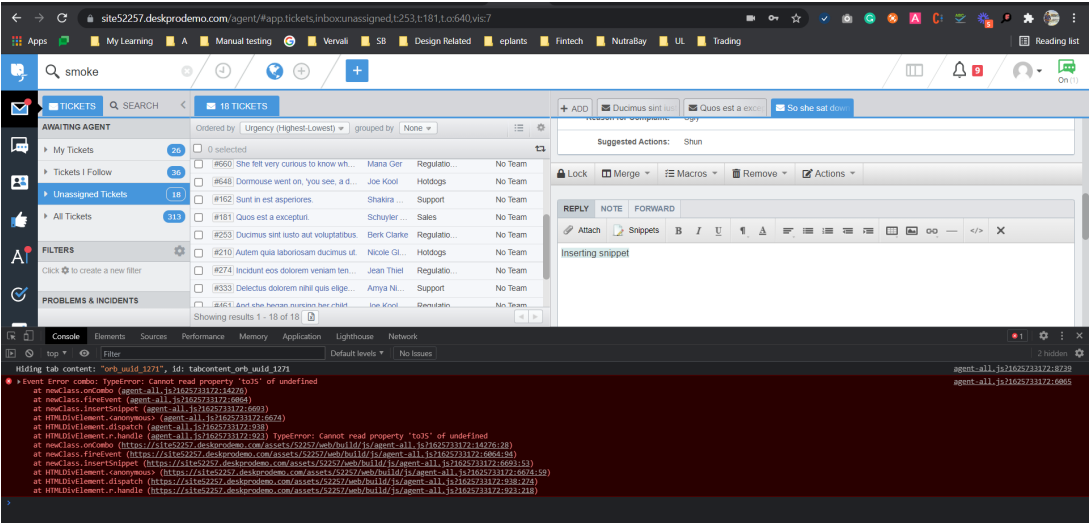 site52257.deskprodemo.com/agent/#app.tickets,inbox:unassigned,t:253,t:181,t.o:640,vis:7
Apps My Learning A Manual testing Vervali SB Design Related eplants Fintech NutraBay UL Trading Reading list
smoke 9 On (1)
TICKETS SEARCH 18 TICKETS + ADD Ducimus sint ius Quos est a exce So she sat down
AWAITING AGENT
Ordered by Urgency (Highest-Lowest) grouped by None
My Tickets 26
Tickets I Follow 36
Unassigned Tickets 18
All Tickets 313
FILTERS
Click to create a new filter
PROBLEMS & INCIDENTS
0 selected
#660 She felt very curious to know wh... Mana Ger Regulatio... No Team
#648 Dormouse went on, 'you see, a d... Joe Kool Hotdogs No Team
#162 Sunt in est asperiores. Shakira ... Support No Team
#181 Quos est a excepturi. Schuyler ... Sales No Team
#253 Ducimus sint iusto aut voluptatibus. Berk Clarke Regulatio... No Team
#210 Autem quia laboriosam ducimus ut. Nicole Gl... Hotdogs No Team
#274 Incidunt eos dolorem veniam ten... Jean Thiel Regulatio... No Team
#333 Delectus dolorem nihil quis elige... Amya Ni... Support No Team
#461 And she began nursing her child Joe Kool Regulatio No Team
Showing results 1 - 18 of 18
Reason for Complaint: Ugly
Suggested Actions: Shun
Lock Merge Macros Remove Actions
REPLY NOTE FORWARD
Attach Snippets B I U ¶ A </> X
Inserting snippet
Console Elements Sources Performance Memory Application Lighthouse Network 1
top Filter Default levels No Issues 2 hidden
Hiding tab content: "orb_uuid_1271", id: tabcontent_orb_uuid_1271 agent-all.js?1625733172:8739
Event Error combo: TypeError: Cannot read property 'toJS' of undefined agent-all.js?1625733172:6065
at newClass.onCombo (agent-all.js?1625733172:14276)
at newClass.fireEvent (agent-all.js?1625733172:6064)
at newClass.insertSnippet (agent-all.js?1625733172:6693)
at HTMLDivElement.<anonymous> (agent-all.js?1625733172:6674)
at HTMLDivElement.dispatch (agent-all.js?1625733172:938)
at HTMLDivElement.r.handle (agent-all.js?1625733172:923) TypeError: Cannot read property 'toJS' of undefined
at newClass.onCombo (https://site52257.deskprodemo.com/assets/52257/web/build/js/agent-all.js?1625733172:14276:28)
at newClass.fireEvent (https://site52257.deskprodemo.com/assets/52257/web/build/js/agent-all.js?1625733172:6064:94)
at newClass.insertSnippet (https://site52257.deskprodemo.com/assets/52257/web/build/js/agent-all.js?1625733172:6693:53)
at HTMLDivElement.<anonymous> (https://site52257.deskprodemo.com/assets/52257/web/build/js/agent-all.js?1625733172:6674:59)
at HTMLDivElement.dispatch (https://site52257.deskprodemo.com/assets/52257/web/build/js/agent-all.js?1625733172:938:274)
at HTMLDivElement.r.handle (https://site52257.deskprodemo.com/assets/52257/web/build/js/agent-all.js?1625733172:923:218)